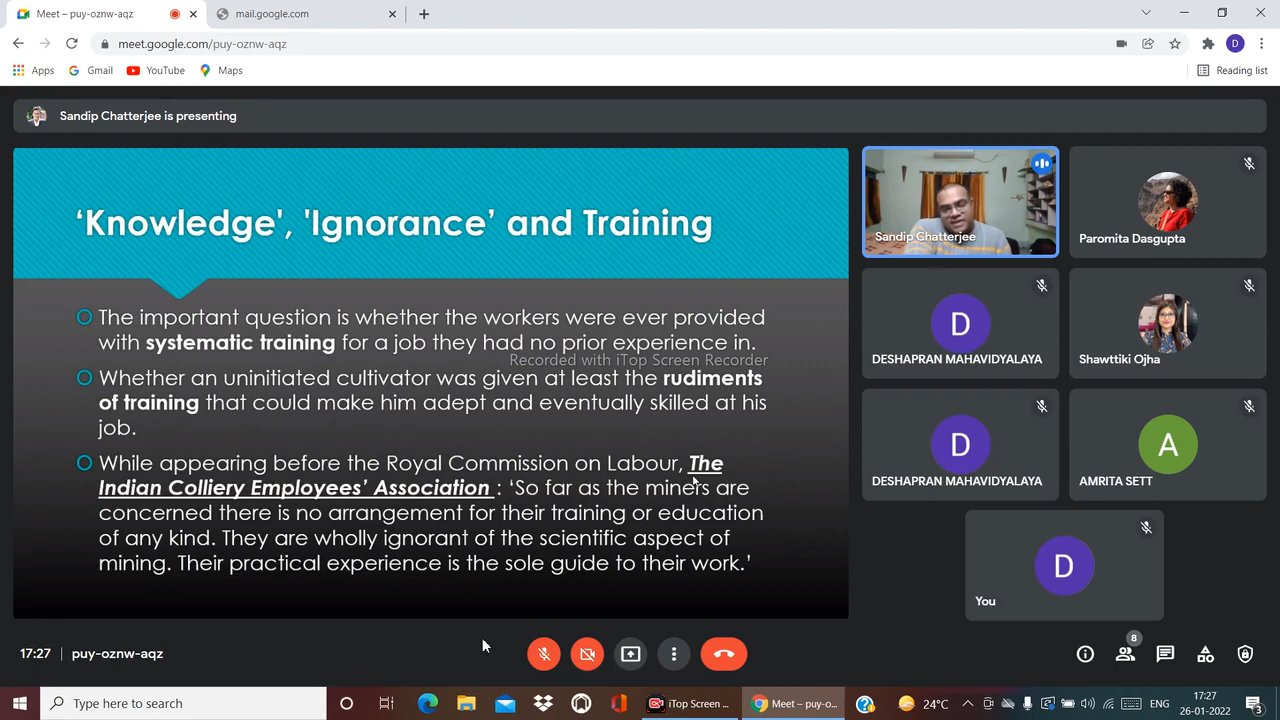 Meet – puy-oznw-aqz
mail.google.com
meet.google.com/puy-oznw-aqz
Apps
Gmail
YouTube
Maps
Reading list
Sandip Chatterjee is presenting
‘Knowledge', 'Ignorance’ and Training
The important question is whether the workers were ever provided
with systematic training for a job they had no prior experience in.
Recorded with iTop Screen Recorder
Whether an uninitiated cultivator was given at least the rudiments
of training that could make him adept and eventually skilled at his
job.
While appearing before the Royal Commission on Labour, The
Indian Colliery Employees’ Association : ‘So far as the miners are
concerned there is no arrangement for their training or education
of any kind. They are wholly ignorant of the scientific aspect of
mining. Their practical experience is the sole guide to their work.’
Sandip Chatterjee
Paromita Dasgupta
D
DESHAPRAN MAHAVIDYALAYA
Shawttiki Ojha
D
DESHAPRAN MAHAVIDYALAYA
A
AMRITA SETT
D
You
17:27 | puy-oznw-aqz
8
Type here to search
iTop Screen ...
Meet – puy-o...
24°C
ENG
17:27
26-01-2022
3